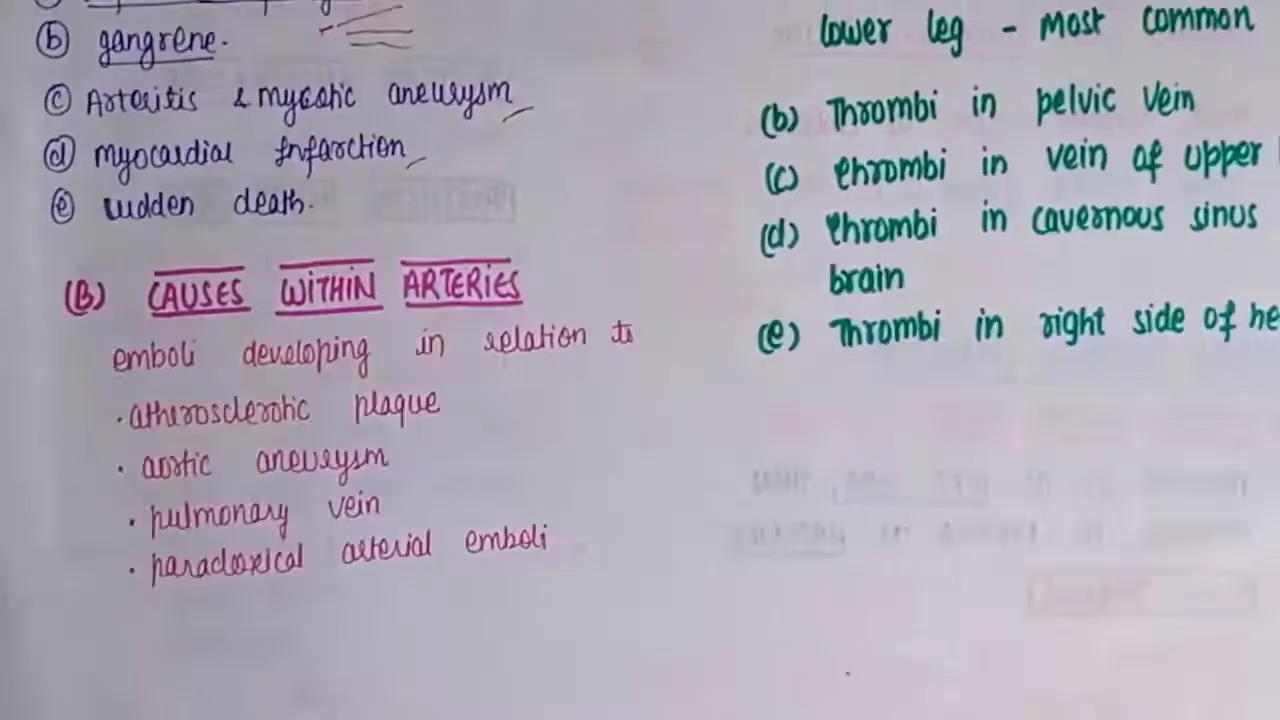 (b) gangrene.
(c) Arteritis & mycotic aneurysm
(d) myocardial Infarction
(e) sudden death.
(B) CAUSES WITHIN ARTERIES
emboli developing in relation to
. atherosclerotic plaque
. aortic aneurysm
. pulmonary vein
. paradoxical arterial emboli
lower leg - Most common
(b) Thrombi in pelvic vein
(c) thrombi in vein of upper
(d) thrombi in cavernous sinus
brain
(e) Thrombi in right side of he